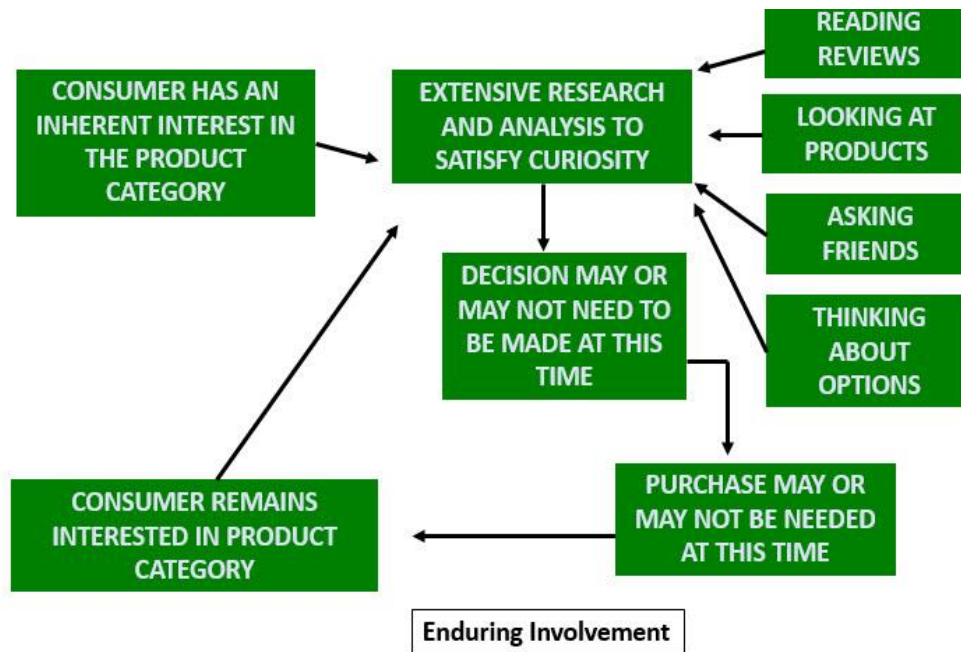 CONSUMER HAS AN
INHERENT INTEREST IN
THE PRODUCT
CATEGORY
EXTENSIVE RESEARCH
AND ANALYSIS TO
SATISFY CURIOSITY
READING
REVIEWS
LOOKING AT
PRODUCTS
ASKING
FRIENDS
THINKING
ABOUT
OPTIONS
DECISION MAY OR
MAY NOT NEED TO
BE MADE AT THIS
TIME
PURCHASE MAY OR
MAY NOT BE NEEDED
AT THIS TIME
CONSUMER REMAINS
INTERESTED IN PRODUCT
CATEGORY
Enduring Involvement